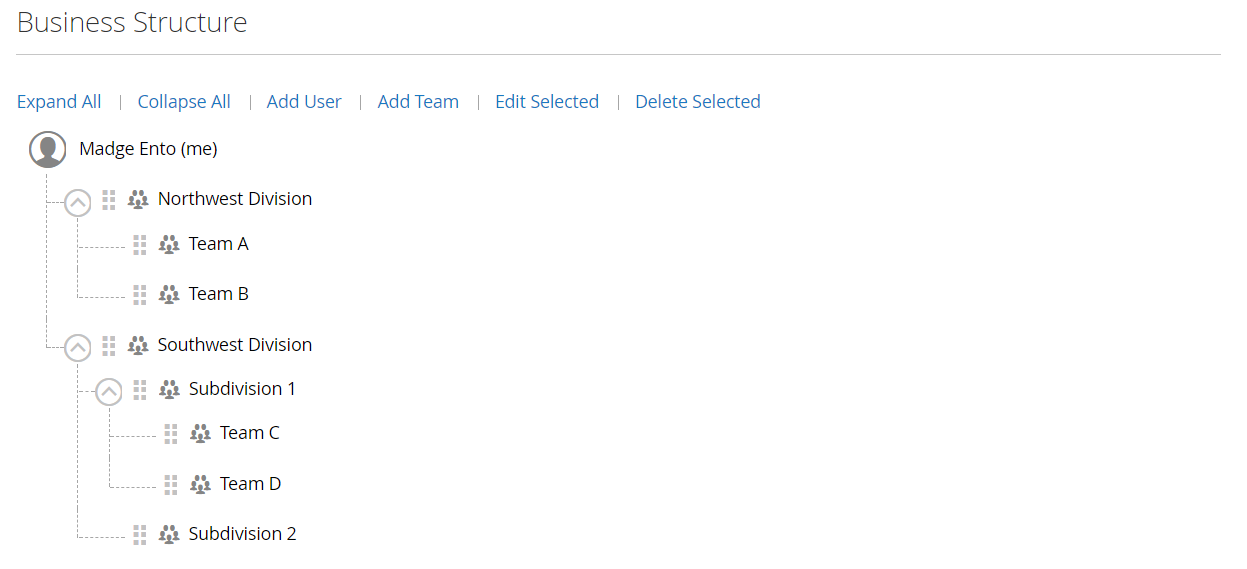 Business Structure
Expand All | Collapse All | Add User | Add Team | Edit Selected | Delete Selected
Madge Ento (me)
Northwest Division
Team A
Team B
Southwest Division
Subdivision 1
Team C
Team D
Subdivision 2